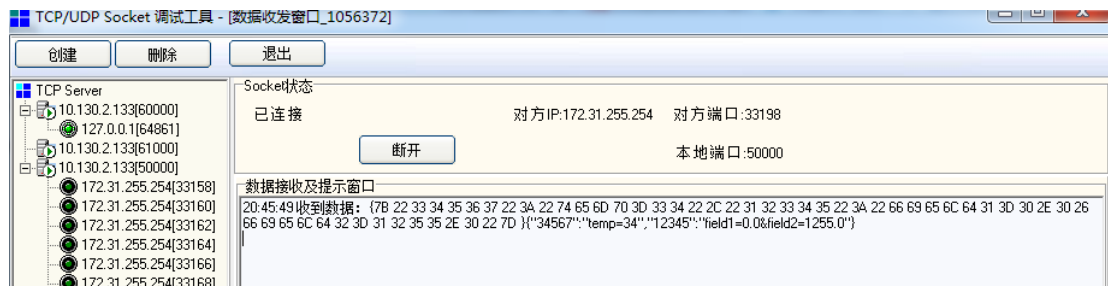 TCP/UDP Socket 调试工具 - [数据收发窗口_1056372]
创建 删除 退出
TCP Server
10.130.2.133[60000]
127.0.0.1[64861]
10.130.2.133[61000]
10.130.2.133[50000]
172.31.255.254[33158]
172.31.255.254[33160]
172.31.255.254[33162]
172.31.255.254[33164]
172.31.255.254[33166]
172.31.255.254[33168]
Socket状态
已连接 对方IP:172.31.255.254 对方端口:33198
断开 本地端口:50000
数据接收及提示窗口
20:45:49 收到数据：{7B 22 33 34 35 36 37 22 3A 22 74 65 6D 70 3D 33 34 22 2C 22 31 32 33 34 35 22 3A 22 66 69 65 6C 64 31 3D 30 2E 30 26
66 69 65 6C 64 32 3D 31 32 35 35 2E 30 22 7D }{"34567":"temp=34","12345":"field1=0.0&field2=1255.0"}